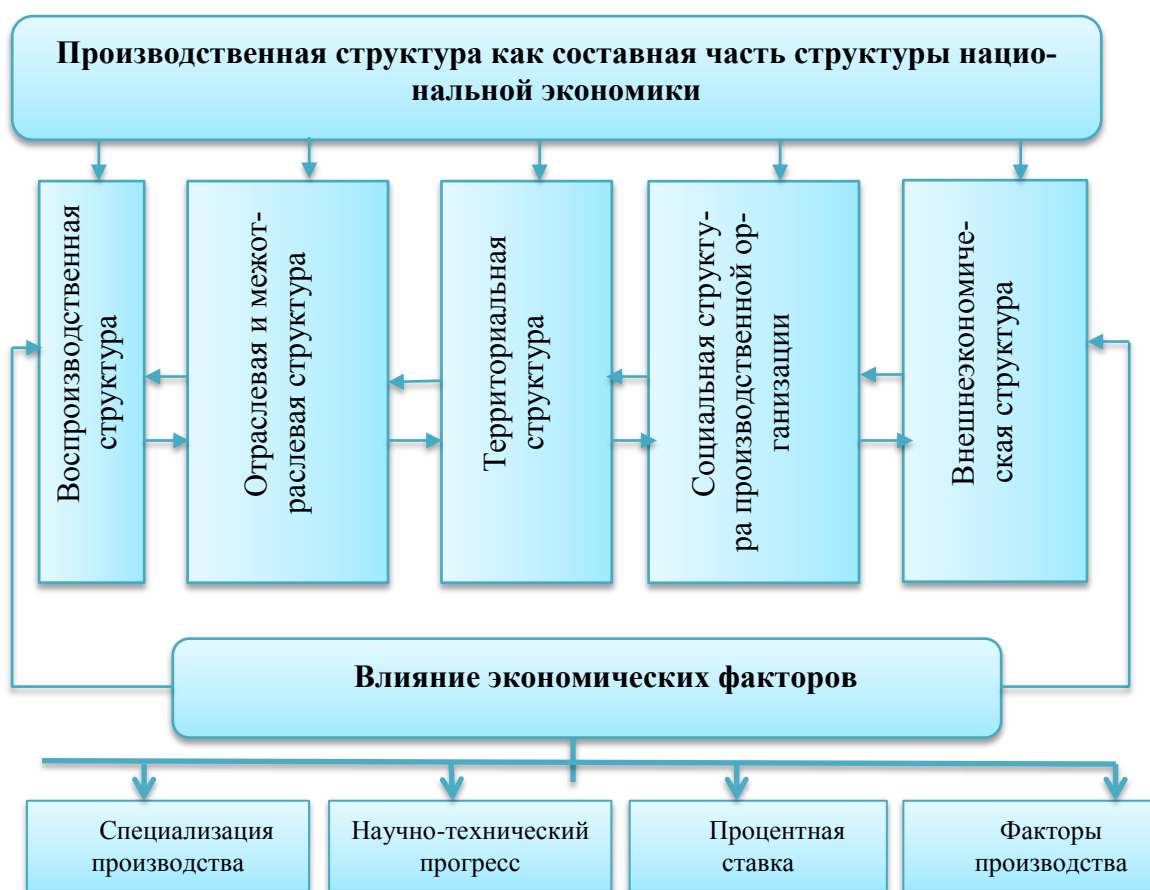 Производственная структура как составная часть структуры нацио-
нальной экономики
Воспроизводственная
структура
Отраслевая и межот-
раслевая структура
Территориальная
структура
Социальная структу-
ра производственной ор-
ганизации
Внешнеэкономиче-
ская структура
Влияние экономических факторов
Специализация
производства
Научно-технический
прогресс
Процентная
ставка
Факторы
производства